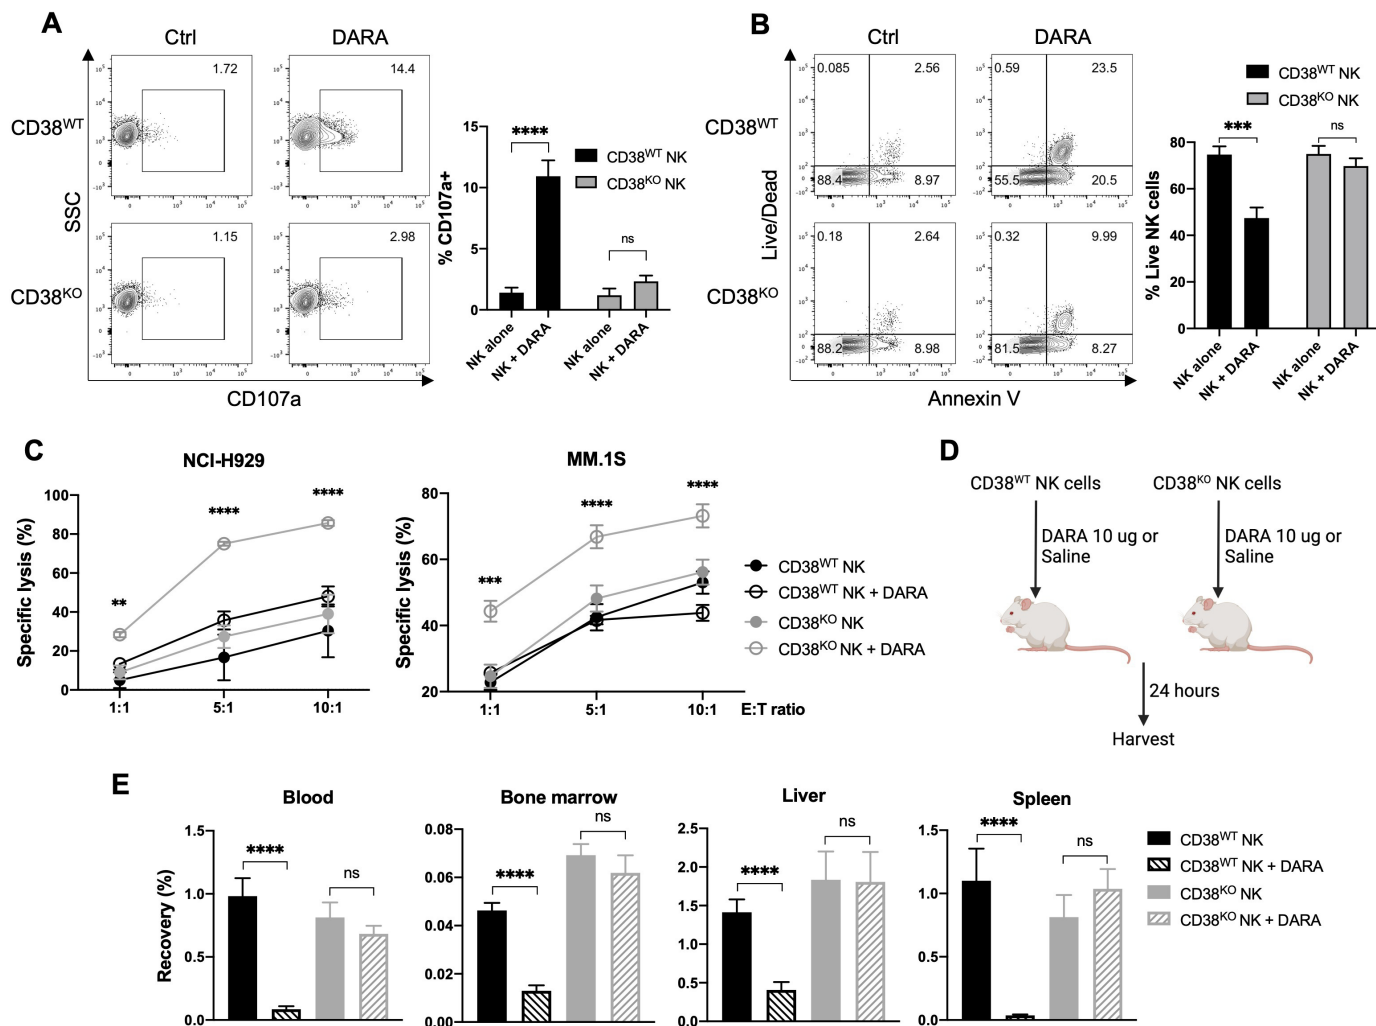 A
Ctrl
DARA
CD38WT
CD38KO
SSC
1.72
14.4
1.15
2.98
10⁵
10⁴
10³
0
-10³
0
10³
10⁴
10⁵
CD107a
15
10
5
0
% CD107a+
****
ns
CD38WT NK
CD38KO NK
NK alone
NK + DARA
NK alone
NK + DARA
B
Ctrl
DARA
CD38WT
CD38KO
Live/Dead
0.085
2.56
88.4
8.97
0.59
23.5
55.5
20.5
0.18
2.64
88.2
8.98
0.32
9.99
81.5
8.27
Annexin V
CD38WT NK
CD38KO NK
***
ns
80
60
40
20
0
% Live NK cells
NK alone
NK + DARA
NK alone
NK + DARA
C
NCI-H929
Specific lysis (%)
100
80
60
40
20
0
**
****
****
1:1
5:1
10:1
MM.1S
Specific lysis (%)
80
60
40
20
***
****
****
1:1
5:1
10:1
E:T ratio
CD38WT NK
CD38WT NK + DARA
CD38KO NK
CD38KO NK + DARA
D
CD38WT NK cells
CD38KO NK cells
DARA 10 ug or
Saline
DARA 10 ug or
Saline
24 hours
Harvest
E
Blood
Recovery (%)
1.5
1.0
0.5
0.0
****
ns
Bone marrow
0.08
0.06
0.04
0.02
0.00
****
ns
Liver
2.5
2.0
1.5
1.0
0.5
0.0
****
ns
Spleen
1.5
1.0
0.5
0.0
****
ns
CD38WT NK
CD38WT NK + DARA
CD38KO NK
CD38KO NK + DARA